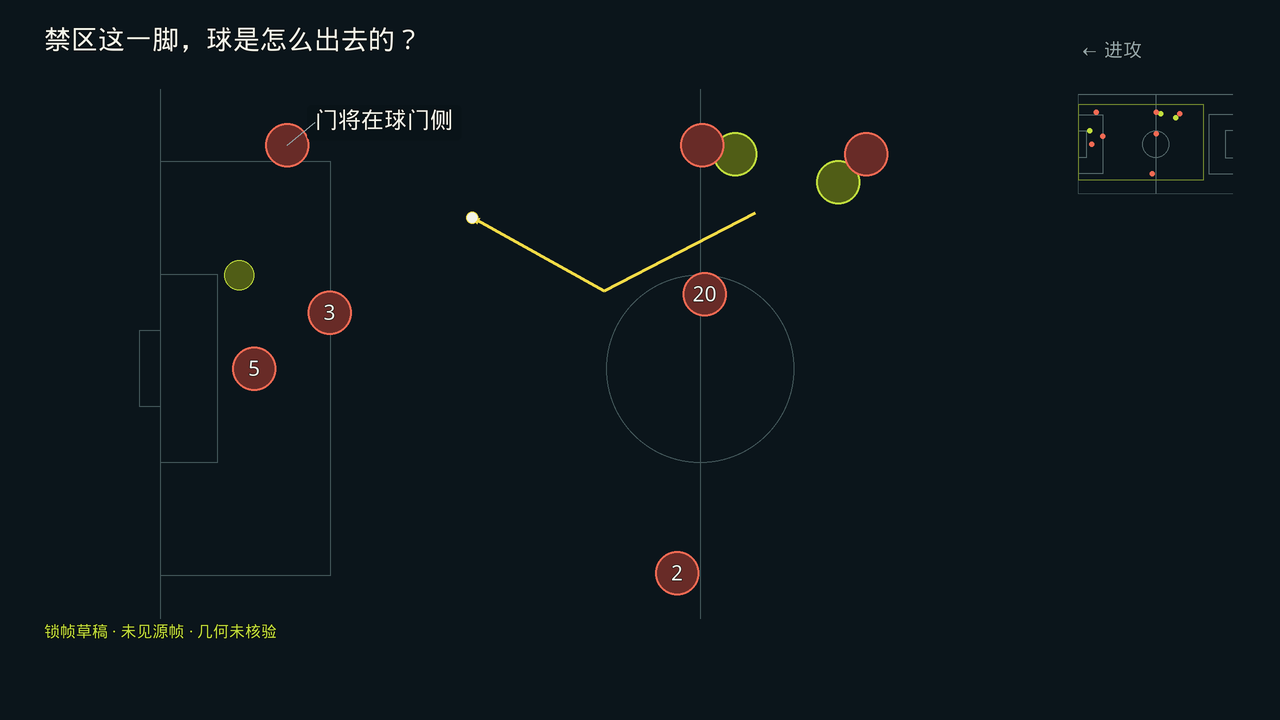 禁区这一脚，球是怎么出去的？
← 进攻
门将在球门侧
20
3
5
2
锁帧草稿 · 未见源帧 · 几何未核验